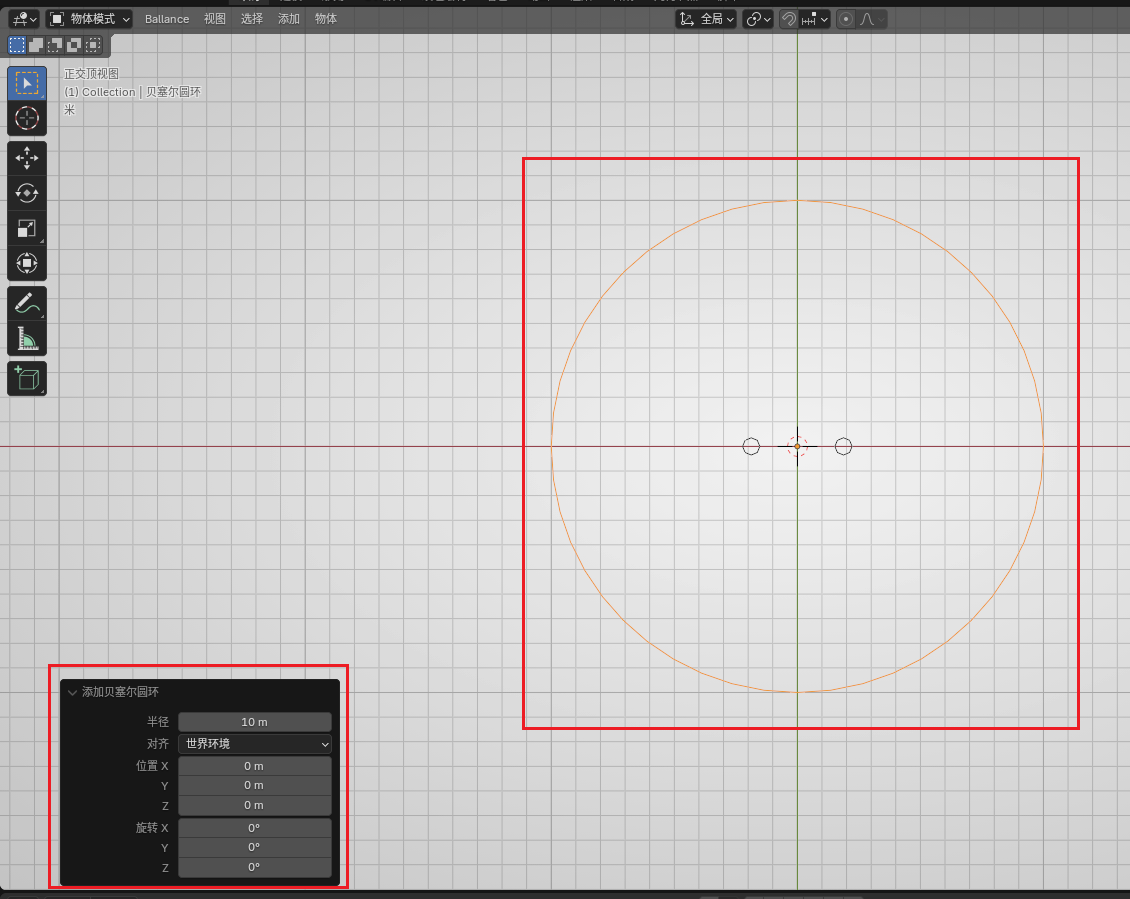 物体模式 Ballance 视图 选择 添加 物体 全局
正交顶视图
(1) Collection | 贝塞尔圆环
米
添加贝塞尔圆环
半径 10 m
对齐 世界环境
位置 X 0 m
Y 0 m
Z 0 m
旋转 X 0°
Y 0°
Z 0°